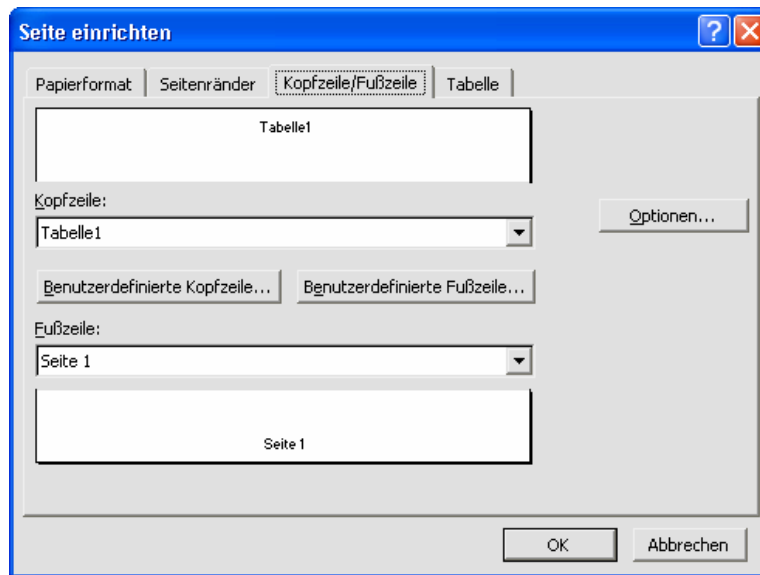 Seite einrichten
Papierformat Seitenränder Kopfzeile/Fußzeile Tabelle
Tabelle1
Kopfzeile:
Optionen...
Tabelle1
Benutzerdefinierte Kopfzeile... Benutzerdefinierte Fußzeile...
Fußzeile:
Seite 1
Seite 1
OK Abbrechen